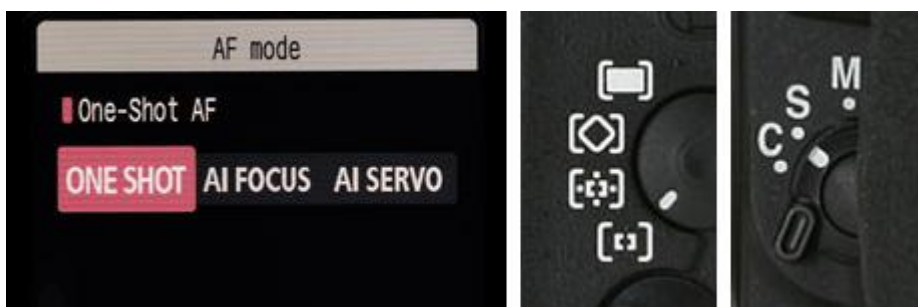 AF mode
One-Shot AF
ONE SHOT AI FOCUS AI SERVO
M
S
C